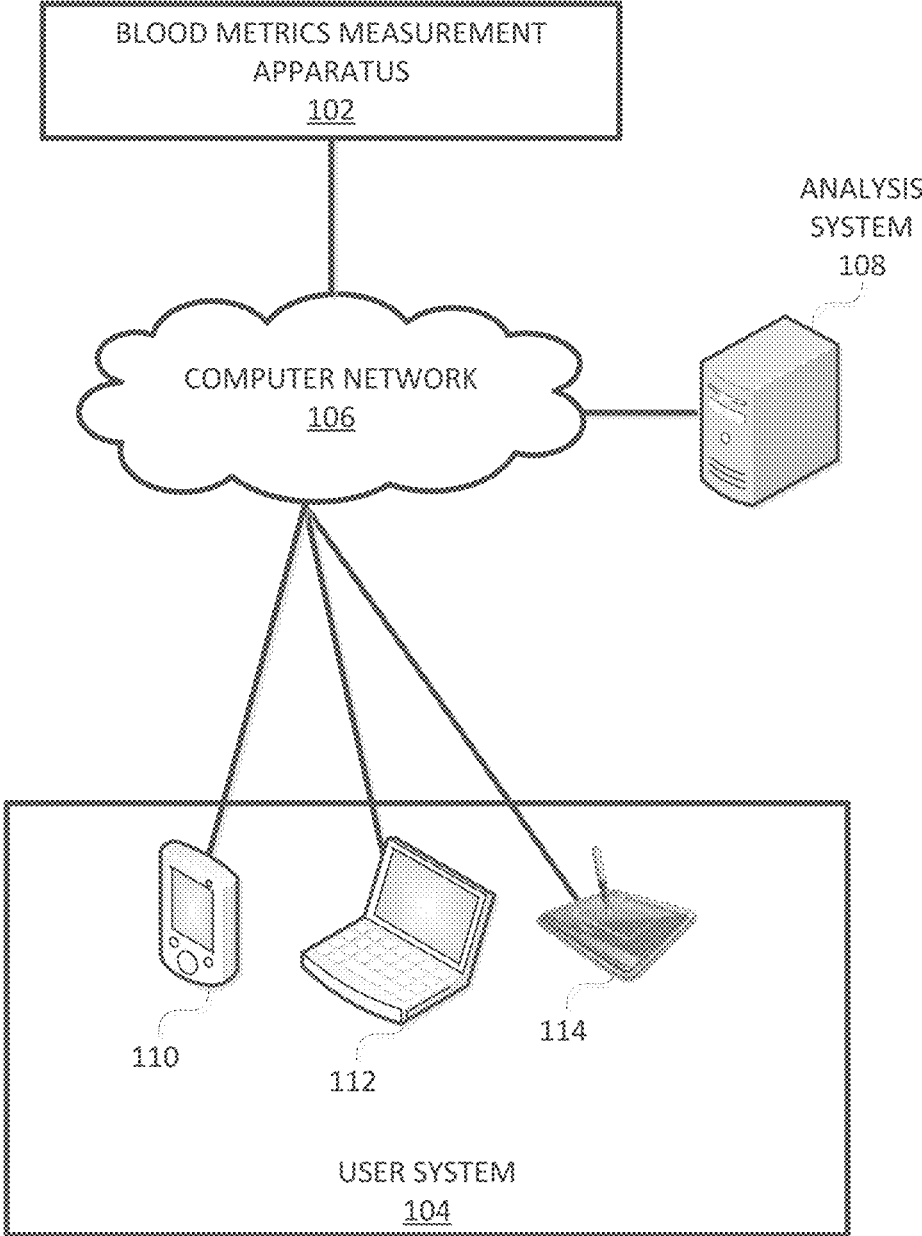 BLOOD METRICS MEASUREMENT
APPARATUS
102
ANALYSIS
SYSTEM
108
COMPUTER NETWORK
106
110
112
114
USER SYSTEM
104